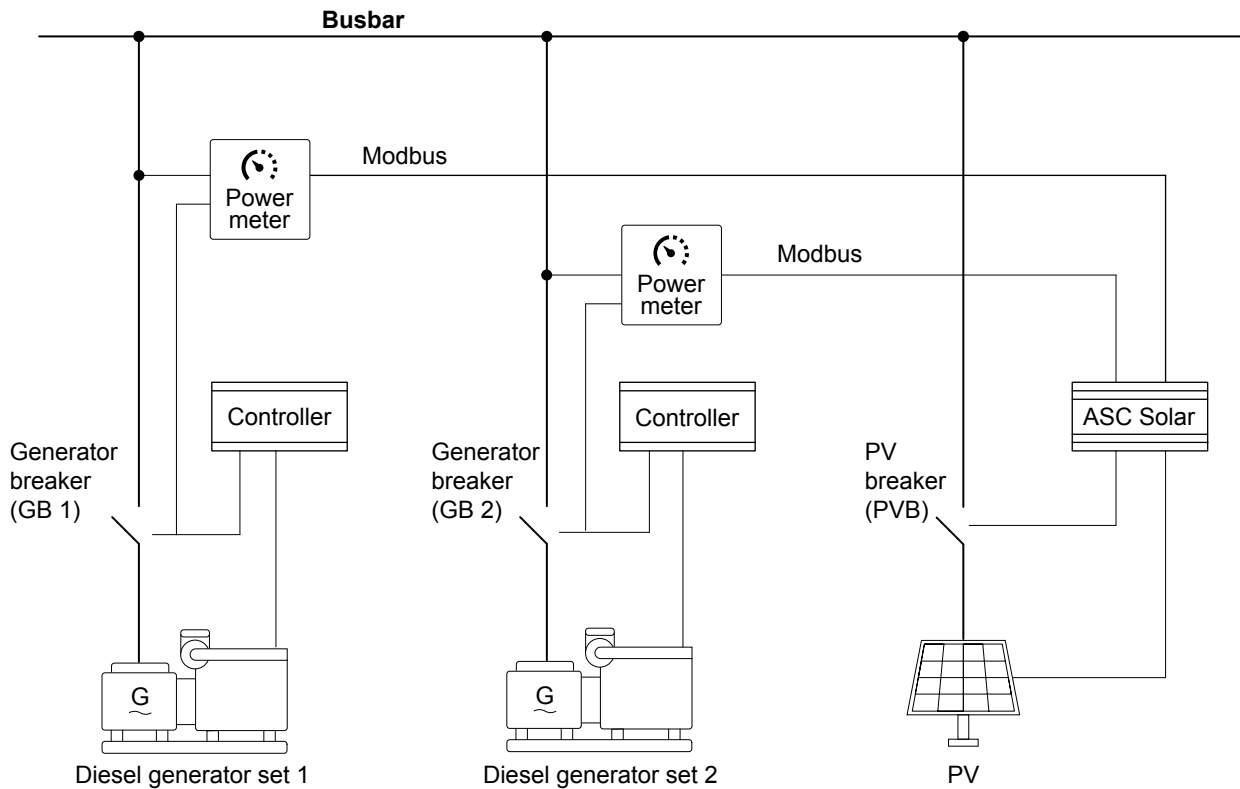 Busbar
Modbus
Power
meter
Modbus
Power
meter
Controller
Controller
ASC Solar
Generator
breaker
(GB 1)
Generator
breaker
(GB 2)
PV
breaker
(PVB)
G
G
Diesel generator set 1
Diesel generator set 2
PV